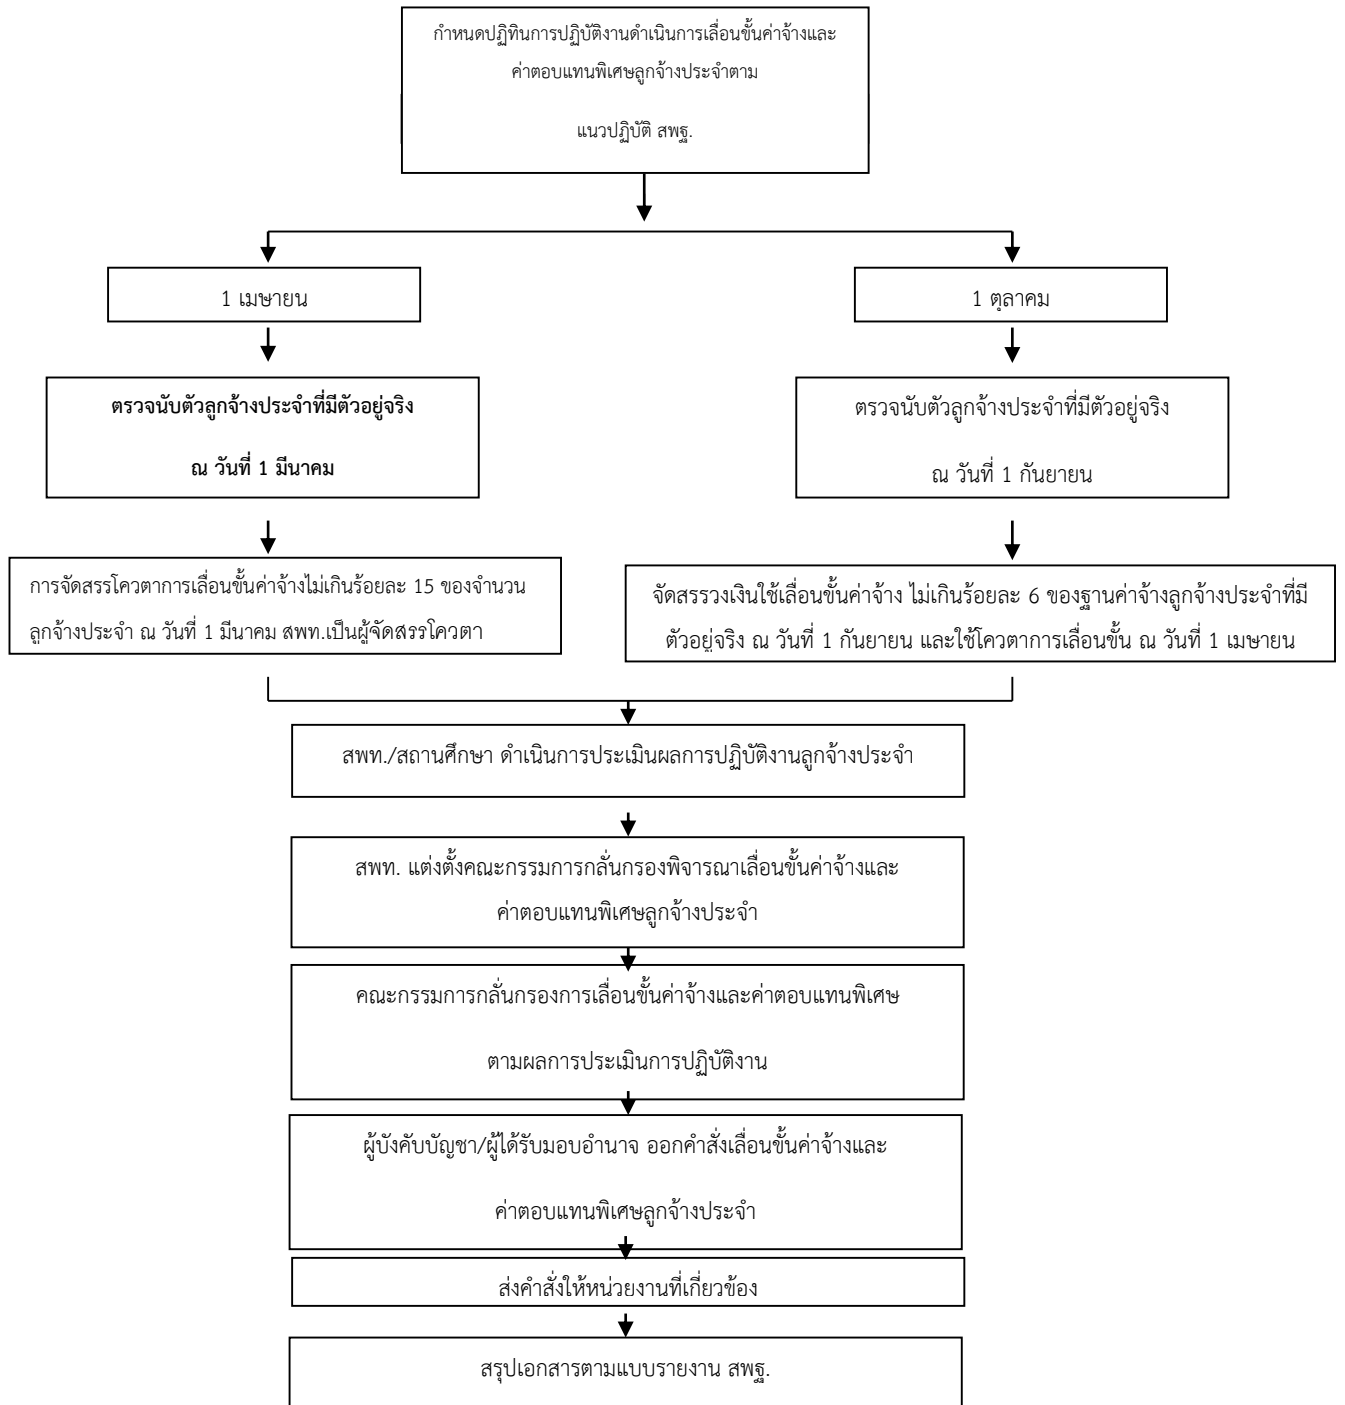 กำหนดปฏิทินการปฏิบัติงานดำเนินการเลื่อนขั้นค่าจ้างและ
ค่าตอบแทนพิเศษลูกจ้างประจำตาม
แนวปฏิบัติ สพฐ.
1 เมษายน
1 ตุลาคม
ตรวจนับตัวลูกจ้างประจำที่มีตัวอยู่จริง
ณ วันที่ 1 มีนาคม
ตรวจนับตัวลูกจ้างประจำที่มีตัวอยู่จริง
ณ วันที่ 1 กันยายน
การจัดสรรโควตาการเลื่อนขั้นค่าจ้างไม่เกินร้อยละ 15 ของจำนวน
ลูกจ้างประจำ ณ วันที่ 1 มีนาคม สพท.เป็นผู้จัดสรรโควตา
จัดสรรวงเงินใช้เลื่อนขั้นค่าจ้าง ไม่เกินร้อยละ 6 ของฐานค่าจ้างลูกจ้างประจำที่มี
ตัวอยู่จริง ณ วันที่ 1 กันยายน และใช้โควตาการเลื่อนขั้น ณ วันที่ 1 เมษายน
สพท./สถานศึกษา ดำเนินการประเมินผลการปฏิบัติงานลูกจ้างประจำ
สพท. แต่งตั้งคณะกรรมการกลั่นกรองพิจารณาเลื่อนขั้นค่าจ้างและ
ค่าตอบแทนพิเศษลูกจ้างประจำ
คณะกรรมการกลั่นกรองการเลื่อนขั้นค่าจ้างและค่าตอบแทนพิเศษ
ตามผลการประเมินการปฏิบัติงาน
ผู้บังคับบัญชา/ผู้ได้รับมอบอำนาจ ออกคำสั่งเลื่อนขั้นค่าจ้างและ
ค่าตอบแทนพิเศษลูกจ้างประจำ
ส่งคำสั่งให้หน่วยงานที่เกี่ยวข้อง
สรุปเอกสารตามแบบรายงาน สพฐ.